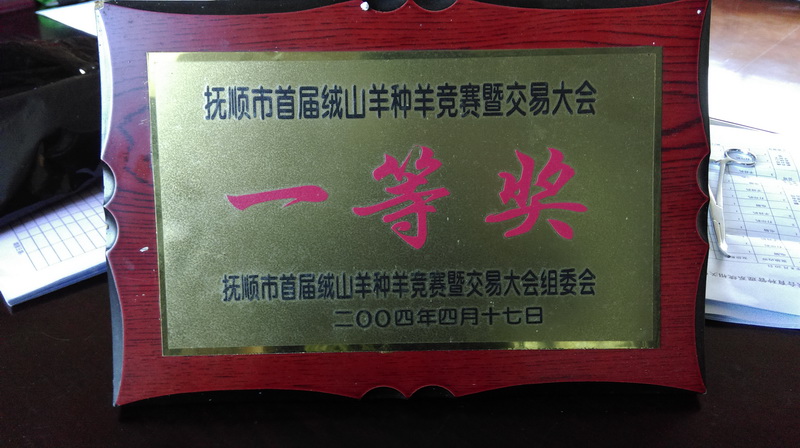 抚顺市首届绒山羊种羊竞赛暨交易大会
一等奖
抚顺市首届绒山羊种羊竞赛暨交易大会组委会
二〇〇四年四月十七日